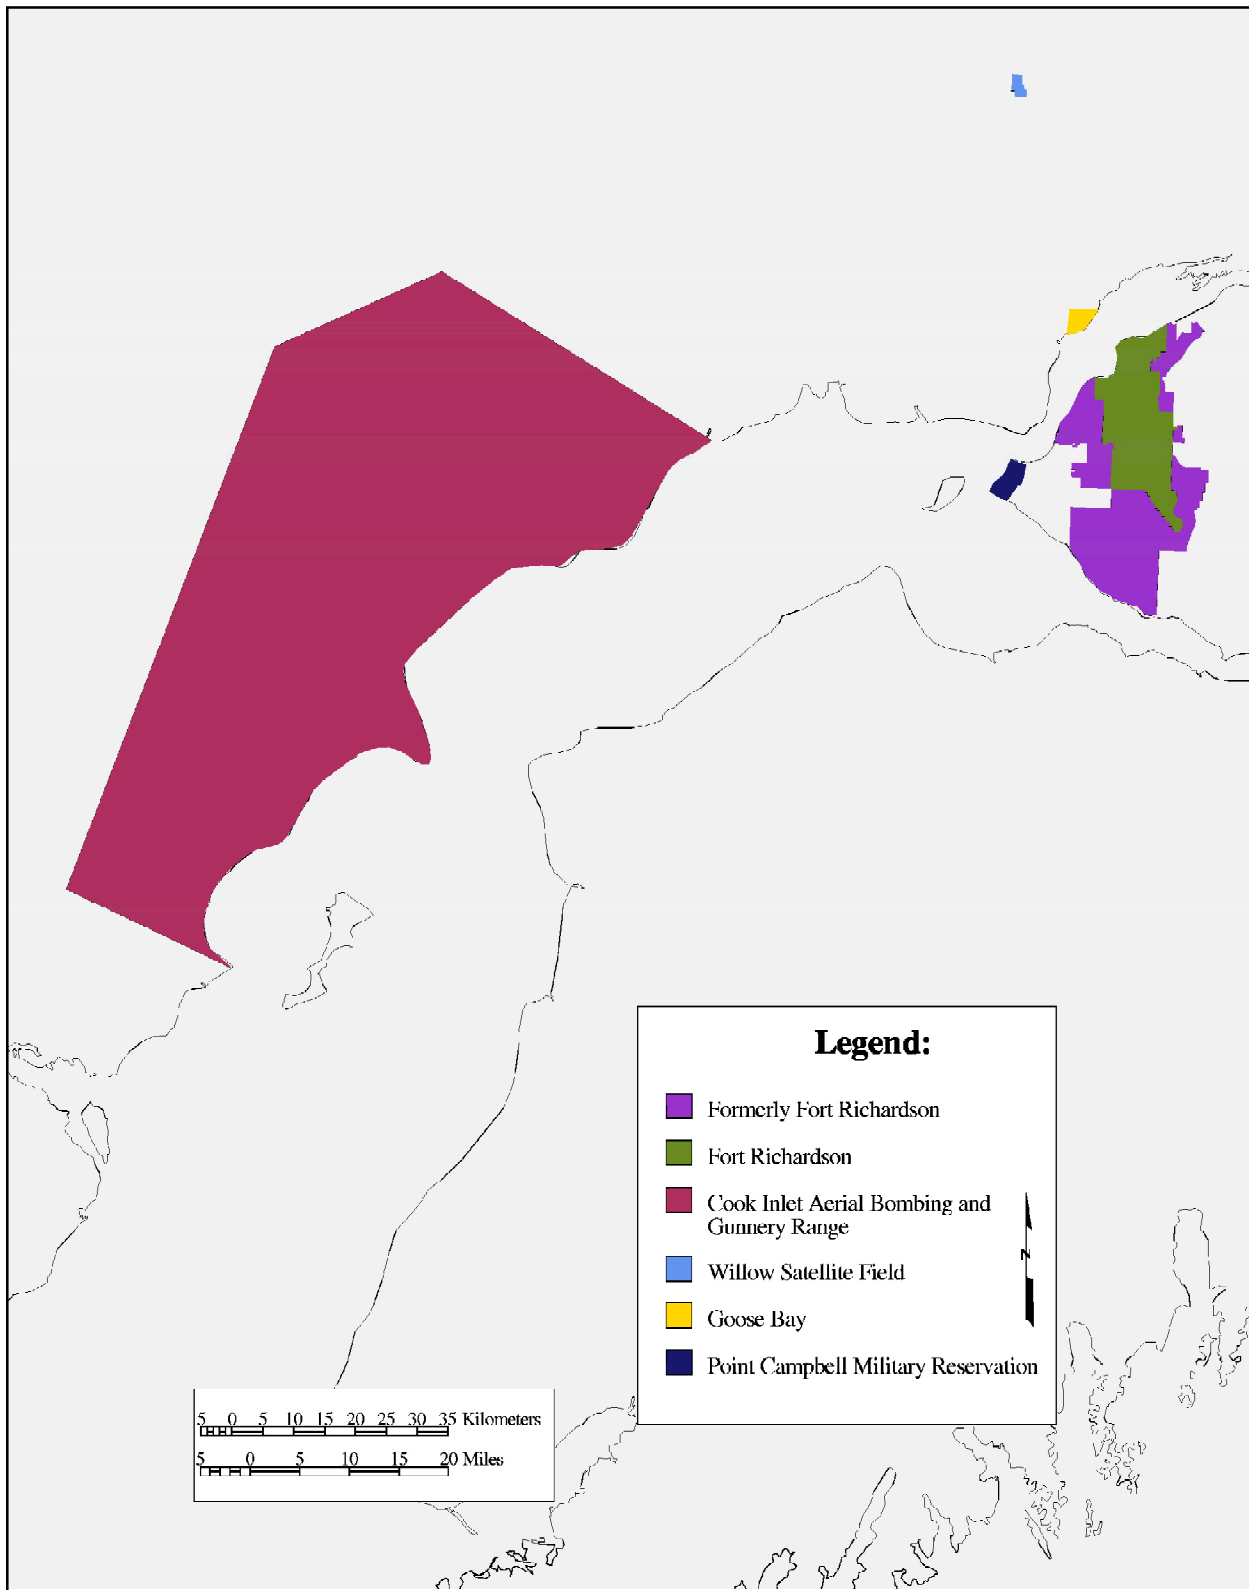 Legend:
Formerly Fort Richardson
Fort Richardson
Cook Inlet Aerial Bombing and
Gunnery Range
Willow Satellite Field
Goose Bay
Point Campbell Military Reservation
N
5 0 5 10 15 20 25 30 35 Kilometers
5 0 5 10 15 20 Miles